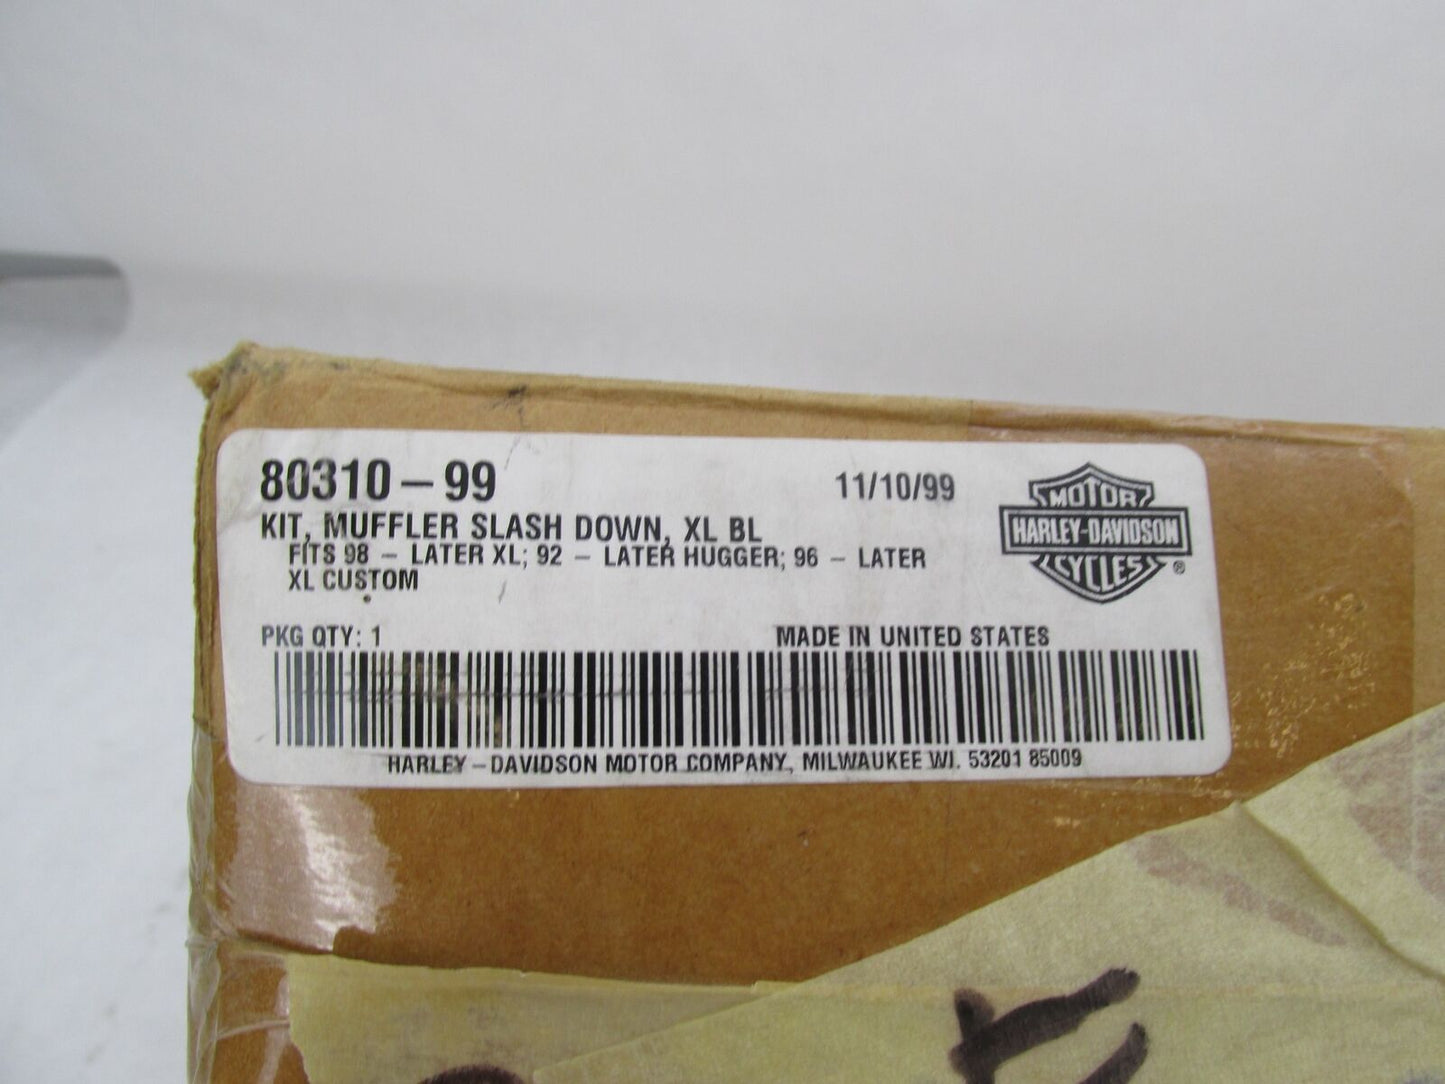 80310-99
11/10/99
KIT, MUFFLER SLASH DOWN, XL BL
FITS 98 - LATER XL; 92 - LATER HUGGER; 96 - LATER
XL CUSTOM
MOTOR
HARLEY-DAVIDSON
CYCLES ®
PKG QTY: 1
MADE IN UNITED STATES
HARLEY-DAVIDSON MOTOR COMPANY, MILWAUKEE WI. 53201 85009